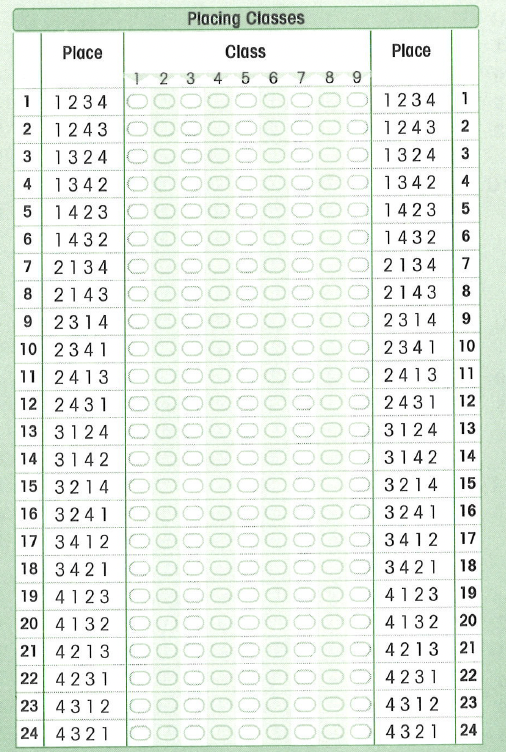 Placing Classes
Place Class Place
1 2 3 4 5 6 7 8 9
1 1 2 3 4 1 2 3 4 1
2 1 2 4 3 1 2 4 3 2
3 1 3 2 4 1 3 2 4 3
4 1 3 4 2 1 3 4 2 4
5 1 4 2 3 1 4 2 3 5
6 1 4 3 2 1 4 3 2 6
7 2 1 3 4 2 1 3 4 7
8 2 1 4 3 2 1 4 3 8
9 2 3 1 4 2 3 1 4 9
10 2 3 4 1 2 3 4 1 10
11 2 4 1 3 2 4 1 3 11
12 2 4 3 1 2 4 3 1 12
13 3 1 2 4 3 1 2 4 13
14 3 1 4 2 3 1 4 2 14
15 3 2 1 4 3 2 1 4 15
16 3 2 4 1 3 2 4 1 16
17 3 4 1 2 3 4 1 2 17
18 3 4 2 1 3 4 2 1 18
19 4 1 2 3 4 1 2 3 19
20 4 1 3 2 4 1 3 2 20
21 4 2 1 3 4 2 1 3 21
22 4 2 3 1 4 2 3 1 22
23 4 3 1 2 4 3 1 2 23
24 4 3 2 1 4 3 2 1 24